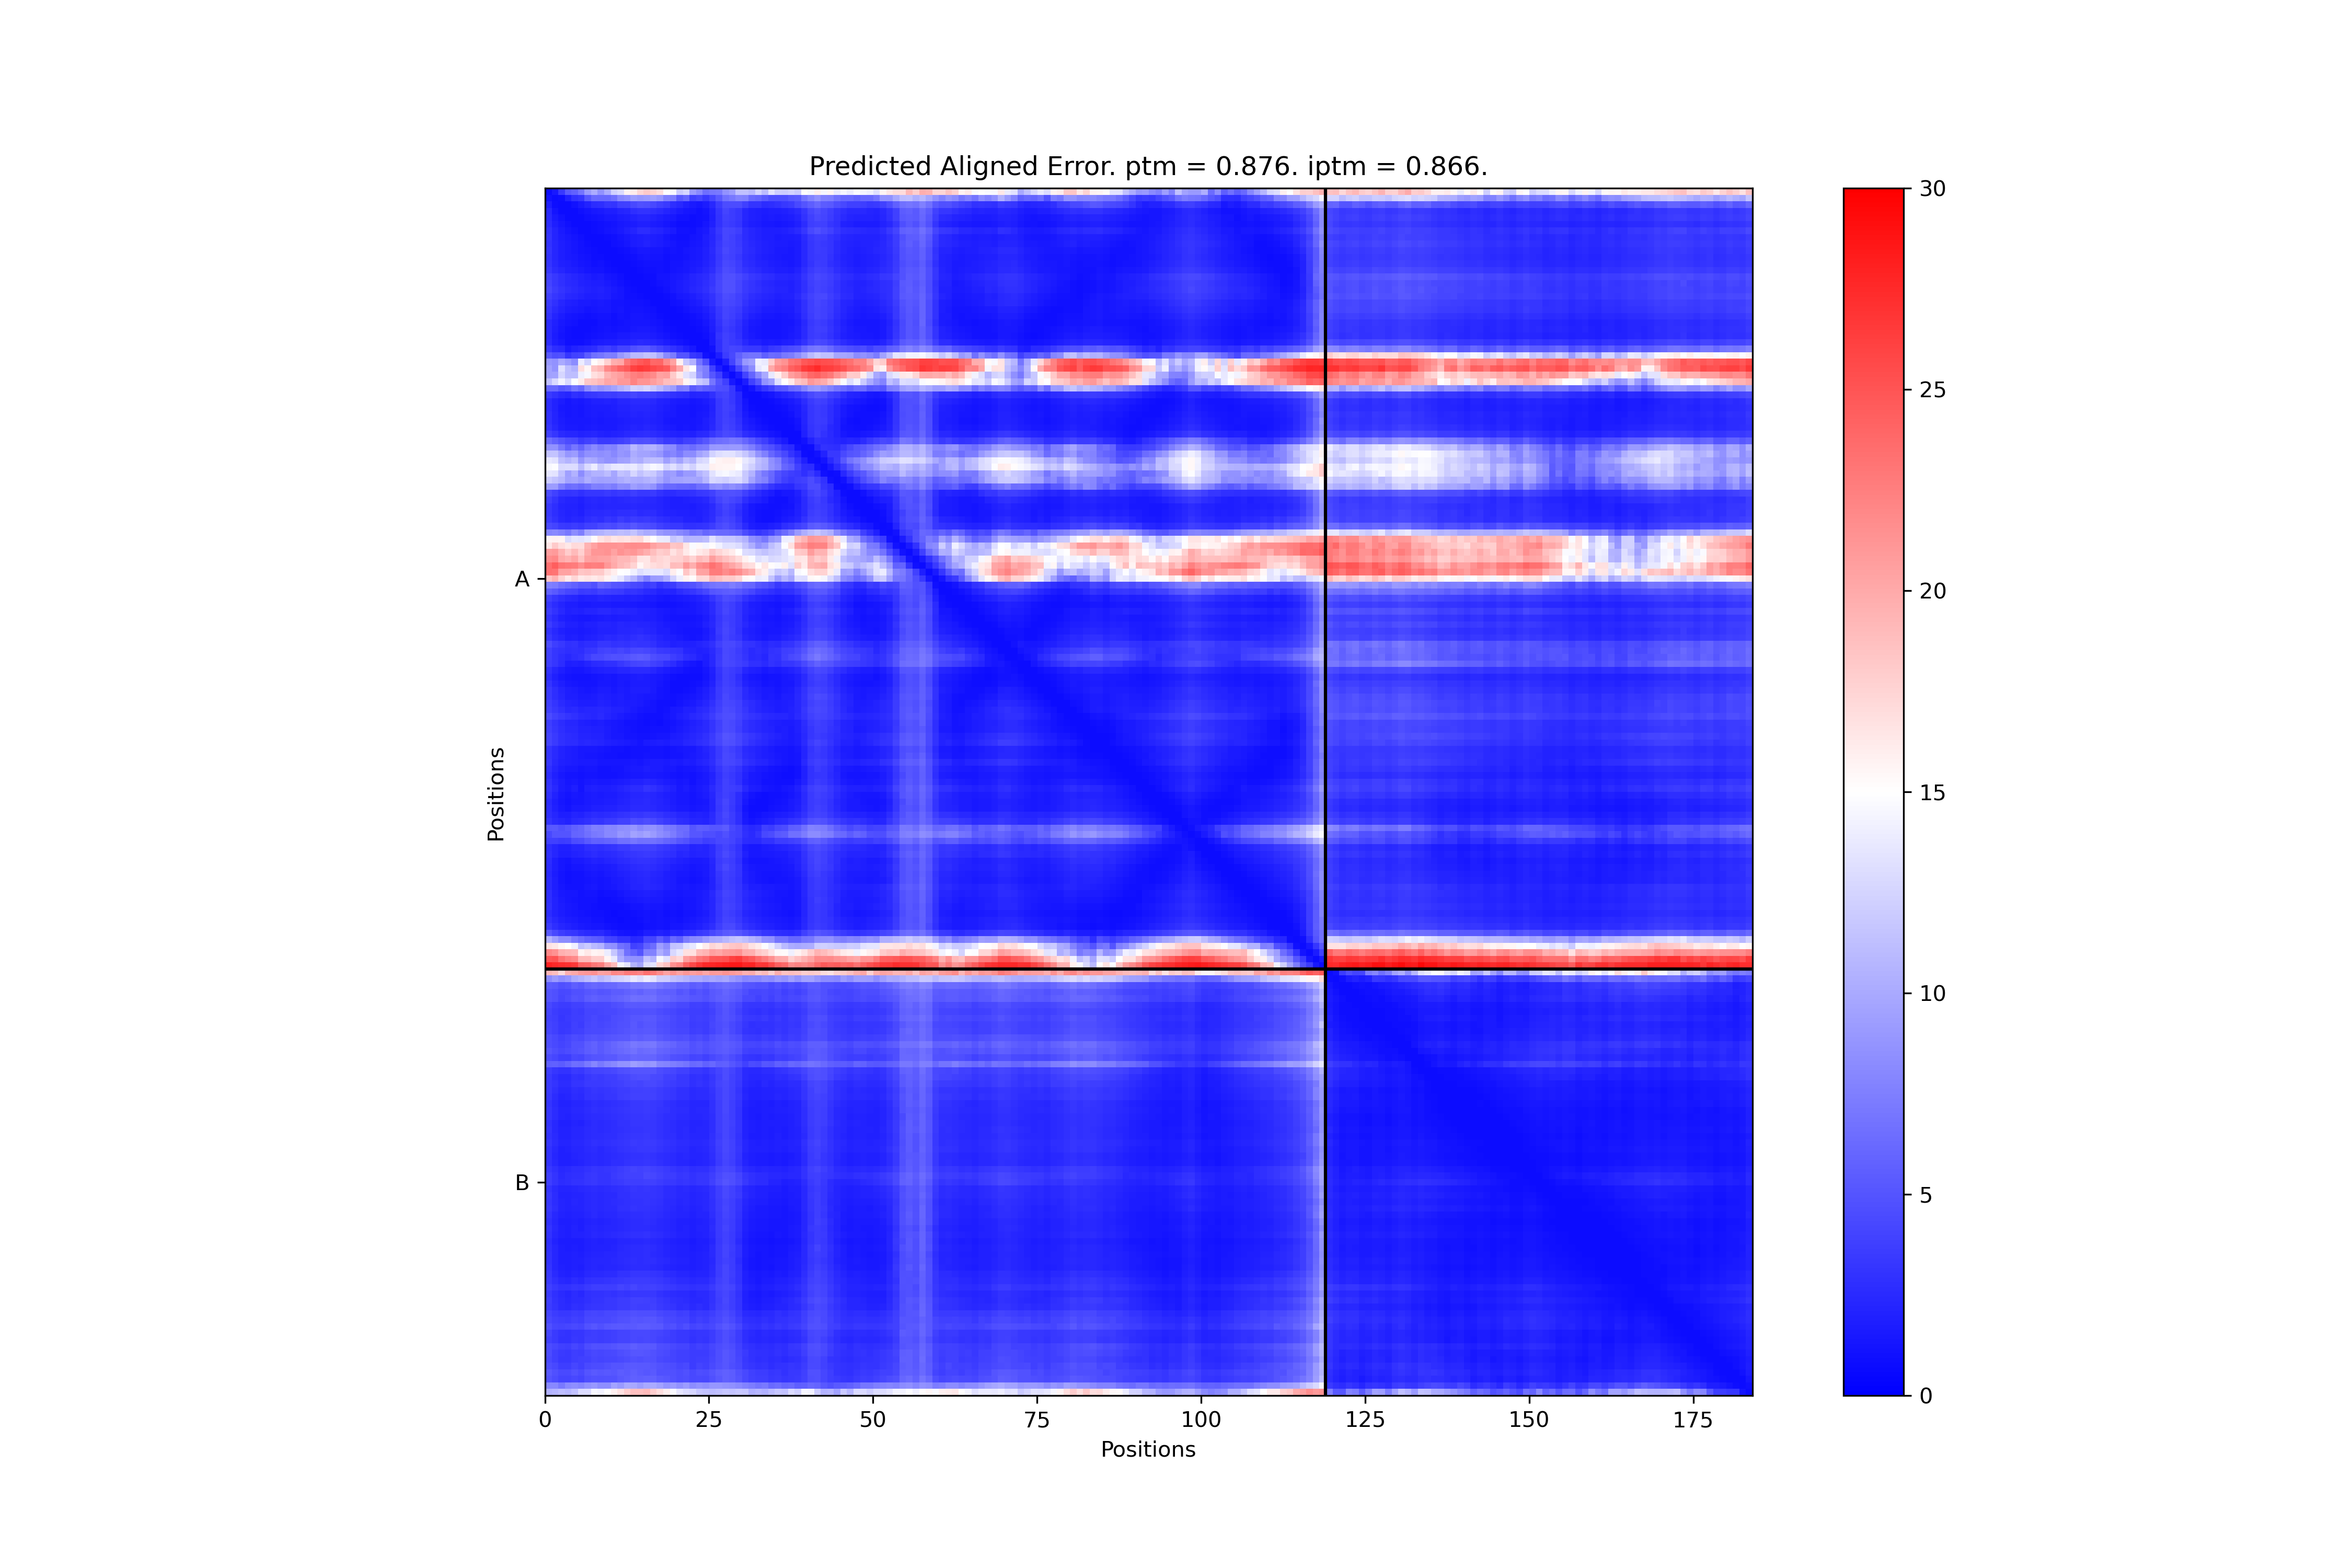 Predicted Aligned Error. ptm = 0.876. iptm = 0.866.
30
25
20
15
10
5
0
A
B
Positions
0 25 50 75 100 125 150 175
Positions